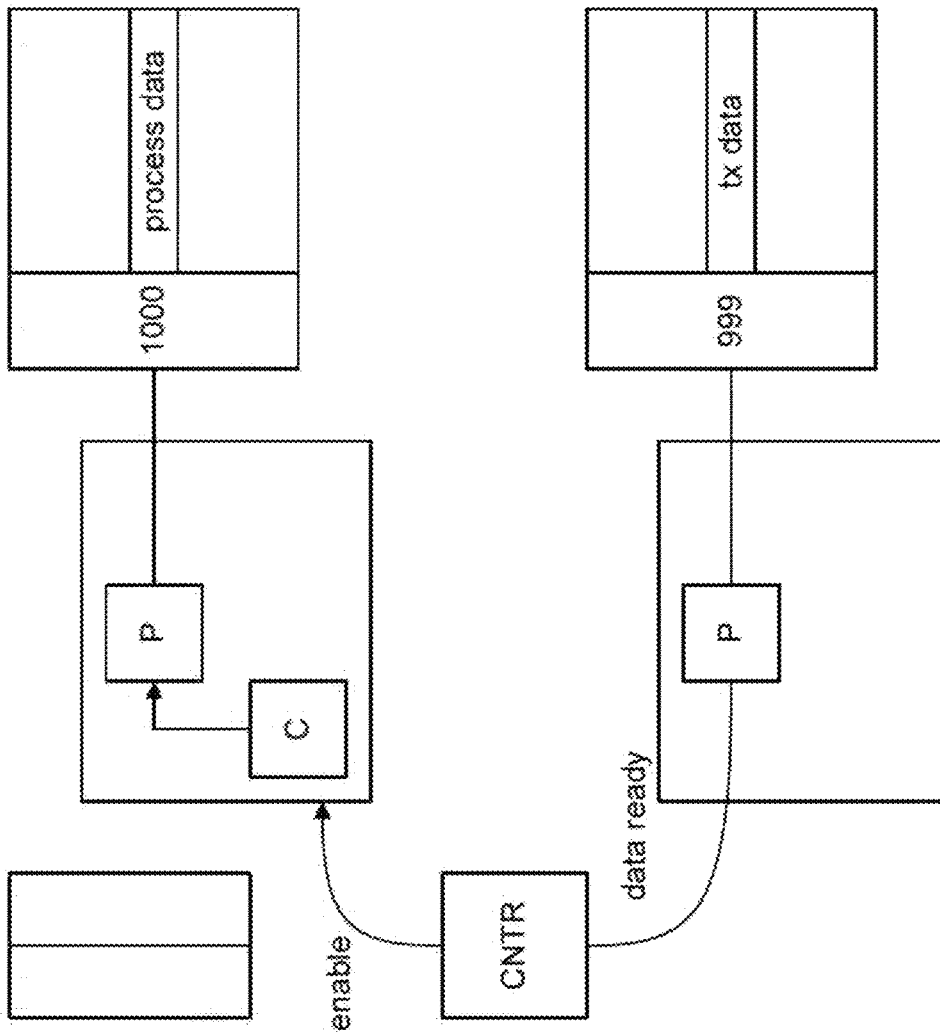 enable
CNTR
data ready
C
P
P
1000
process data
999
tx data